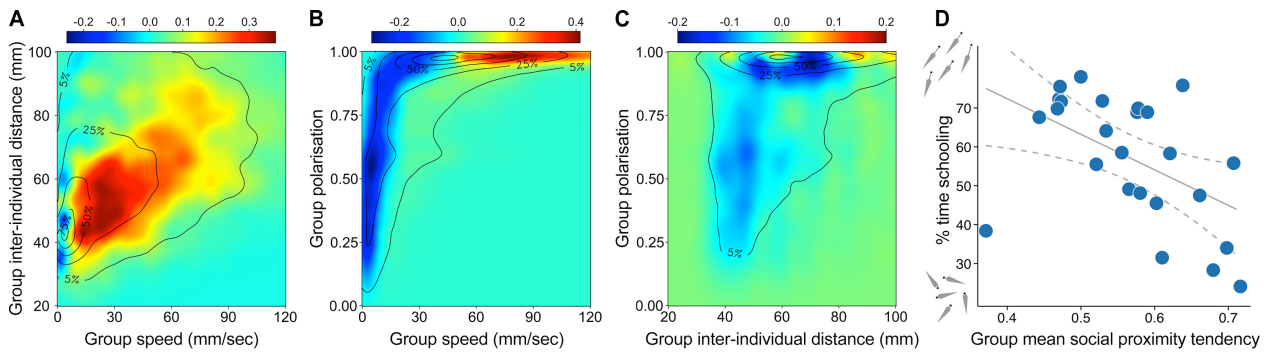 A
-0.2 -0.1 0.0 0.1 0.2 0.3
Group inter-individual distance (mm)
100
80
60
40
20
0 30 60 90 120
Group speed (mm/sec)
5%
25%
50%
5%
B
-0.2 0.0 0.2 0.4
Group polarisation
1.00
0.75
0.50
0.25
0.00
0 30 60 90 120
Group speed (mm/sec)
5%
50%
25%
5%
C
-0.2 -0.1 0.0 0.1 0.2
Group polarisation
1.00
0.75
0.50
0.25
0.00
20 40 60 80 100
Group inter-individual distance (mm)
50%
25%
5%
D
% time schooling
70
60
50
40
30
0.4 0.5 0.6 0.7
Group mean social proximity tendency